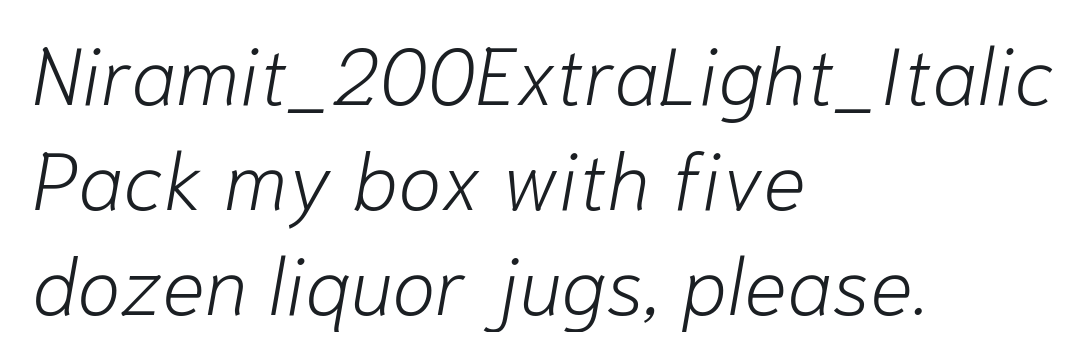 Niramit_200ExtraLight_Italic
Pack my box with five
dozen liquor jugs, please.